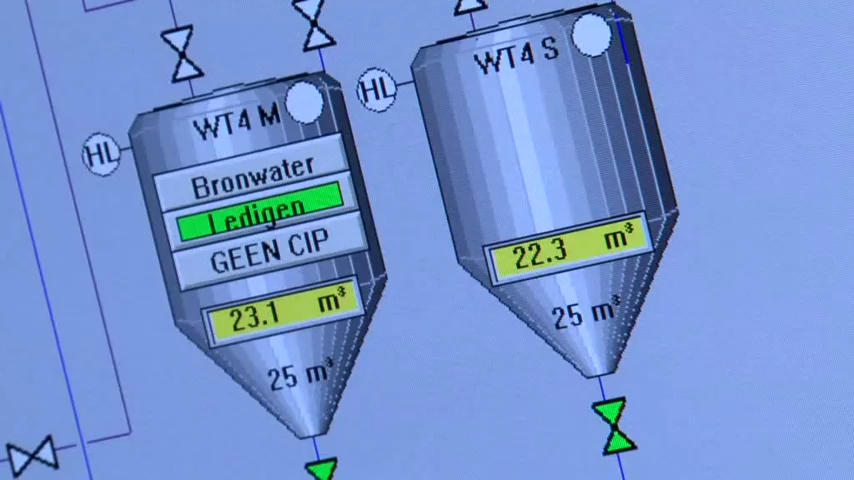 WT4 M
HL
Bronwater
Ledigen
GEEN CIP
23.1 m³
25 m³
WT4 S
HL
22.3 m³
25 m³